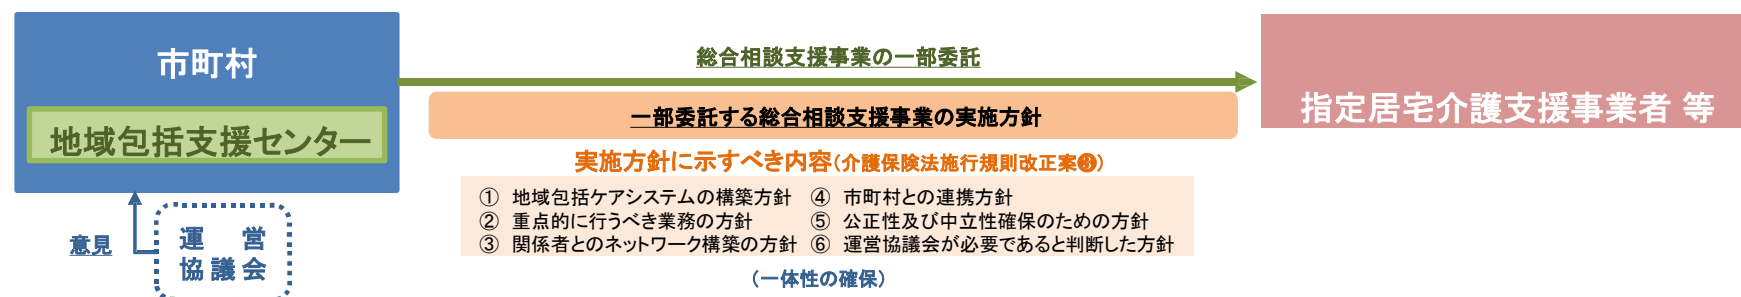 市町村
地域包括支援センター
意見
運 営
協議会
総合相談支援事業の一部委託
一部委託する総合相談支援事業の実施方針
実施方針に示すべき内容(介護保険法施行規則改正案❸)
① 地域包括ケアシステムの構築方針
② 重点的に行うべき業務の方針
③ 関係者とのネットワーク構築の方針
④ 市町村との連携方針
⑤ 公正性及び中立性確保のための方針
⑥ 運営協議会が必要であると判断した方針
(一体性の確保)
指定居宅介護支援事業者 等